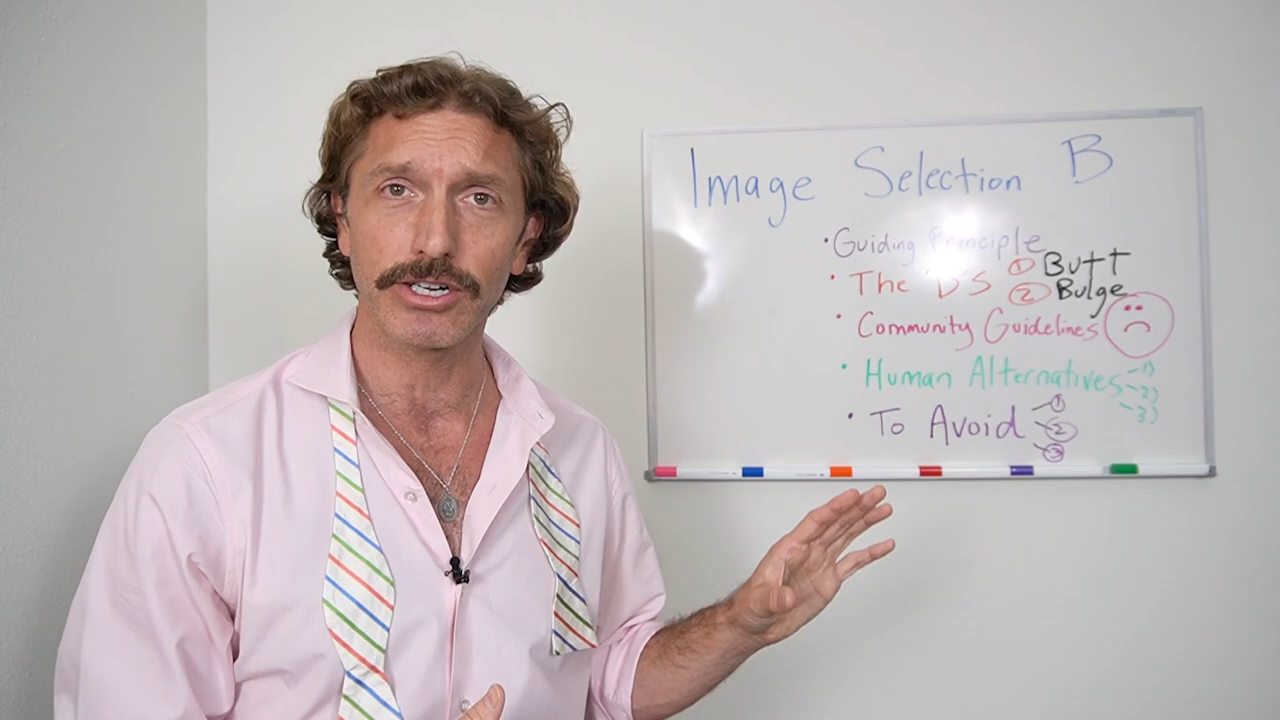 Image Selection B
• Guiding Principle
• The B's ① Butt
② Bulge
• Community Guidelines
• Human Alternatives -1)
-2)
-3)
• To Avoid ①
②
③